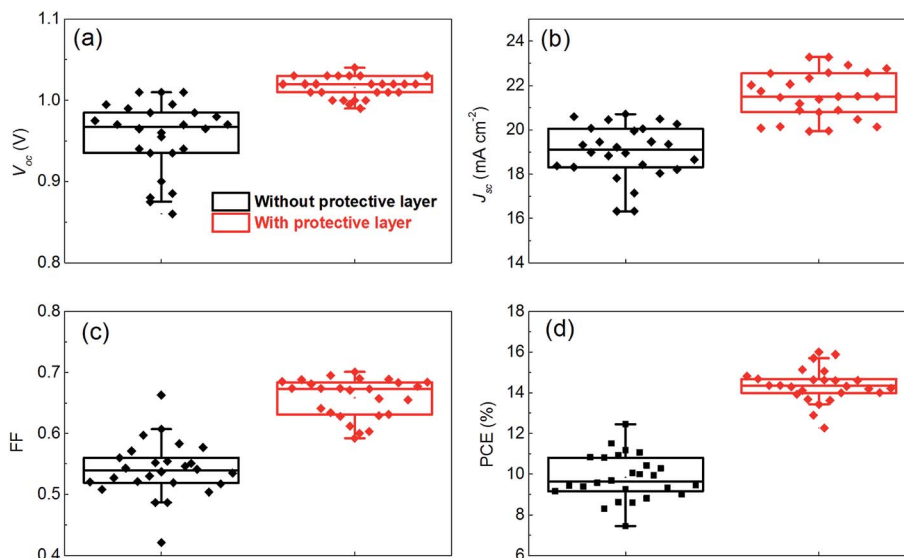 (a)
1.1
1.0
0.9
0.8
V_oc (V)
Without protective layer
With protective layer
(b)
24
22
20
18
16
14
J_sc (mA cm⁻²)
(c)
0.8
0.7
0.6
0.5
0.4
FF
(d)
18
16
14
12
10
8
6
PCE (%)